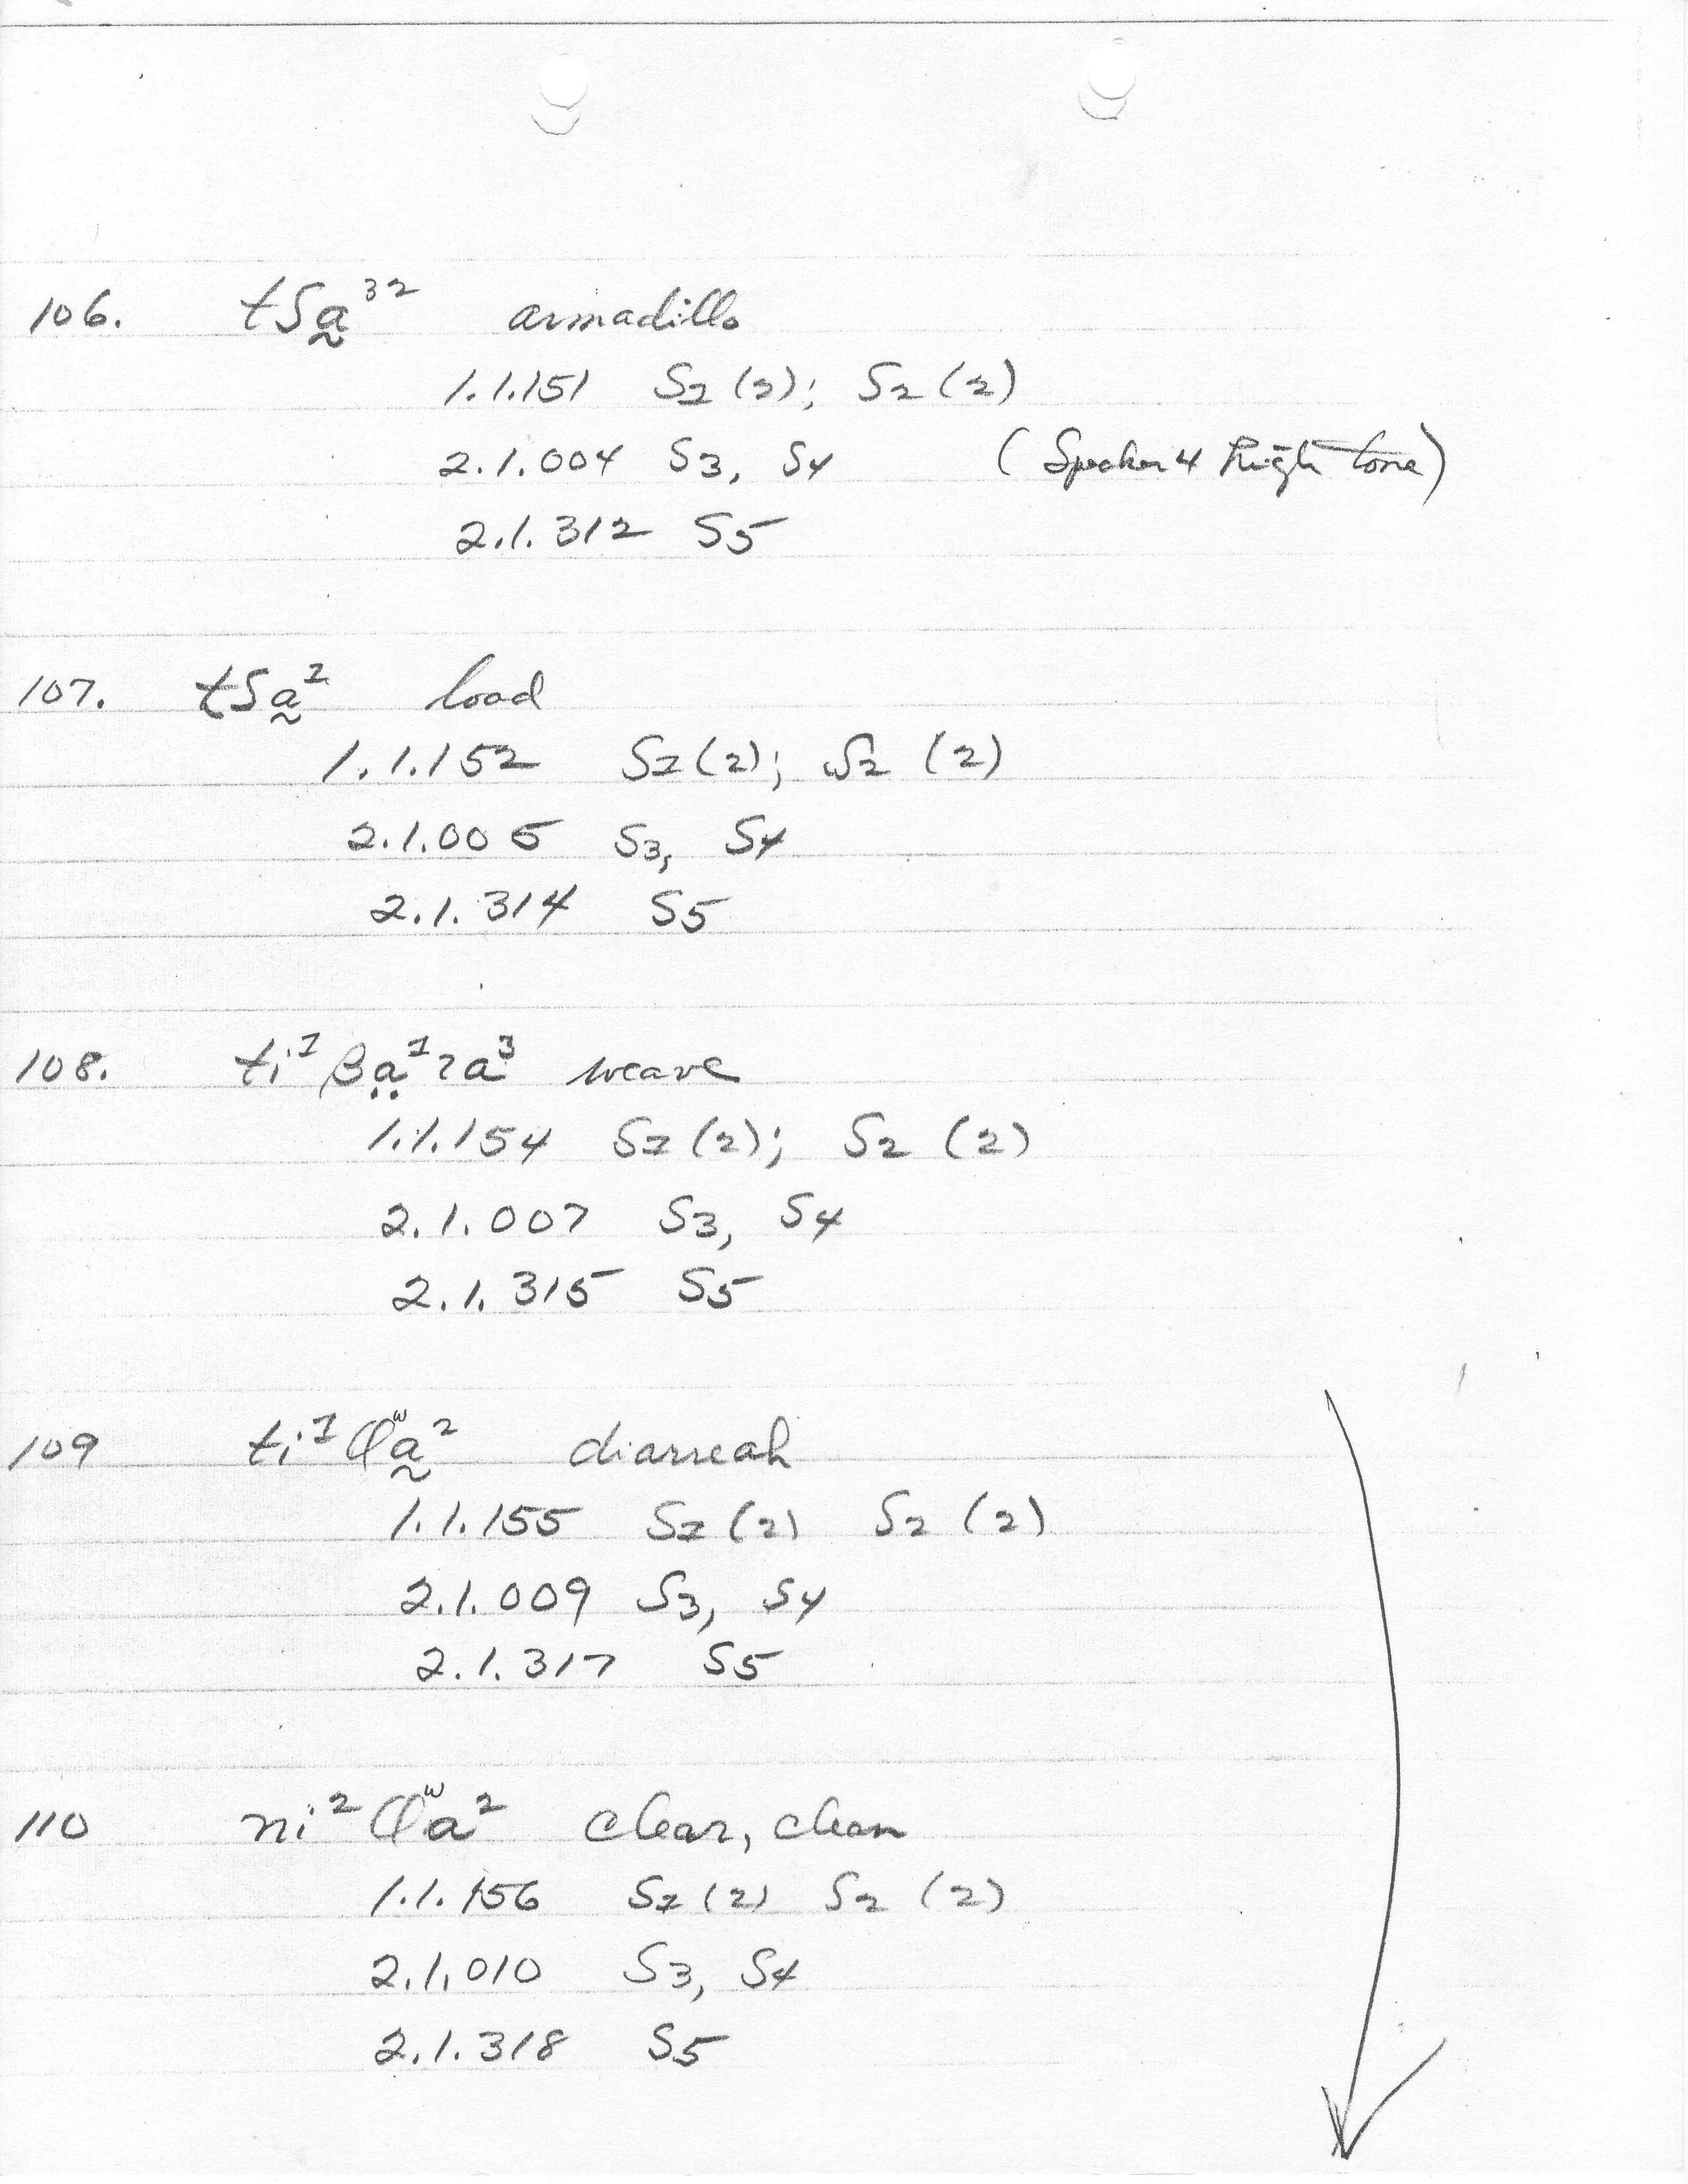 106. tʃa̰³² armadillo
1.1.151 S1 (2); S2 (2)
2.1.004 S3, S4 (Speaker 4 high tone)
2.1.312 S5
107. tʃa̰² load
1.1.152 S1 (2); S2 (2)
2.1.005 S3, S4
2.1.314 S5
108. ti¹βa̤¹ʔa³ weave
1.1.154 S1 (2); S2 (2)
2.1.007 S3, S4
2.1.315 S5
109 ti¹ɸʷa̰² diarreah
1.1.155 S1 (2) S2 (2)
2.1.009 S3, S4
2.1.317 S5
110 ni²ɸʷa² clear, clean
1.1.156 S1 (2) S2 (2)
2.1.010 S3, S4
2.1.318 S5